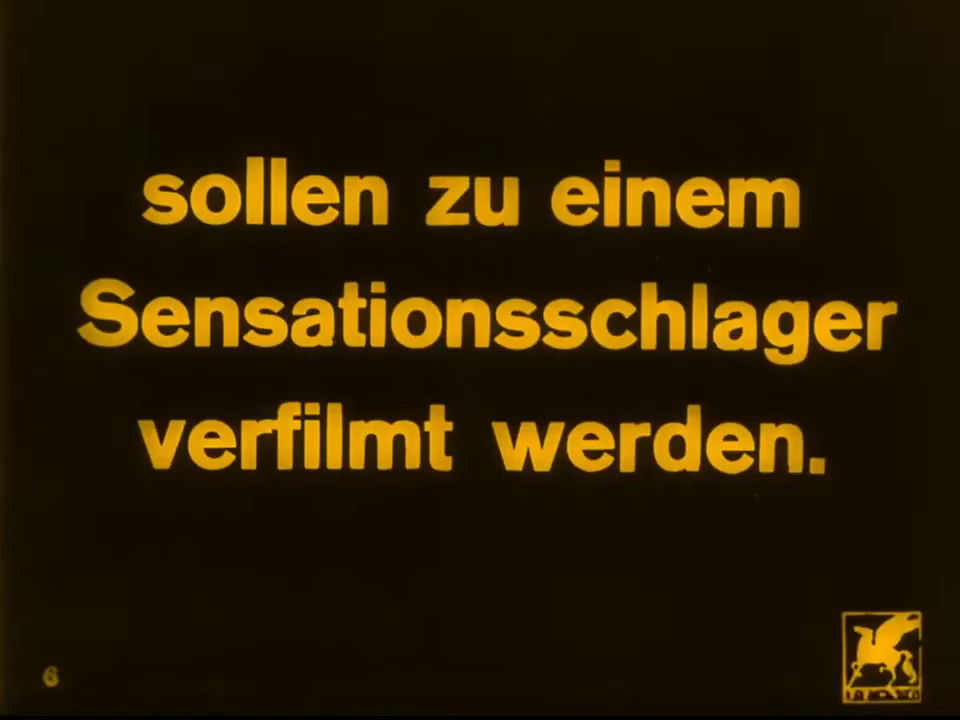 sollen zu einem
Sensationsschlager
verfilmt werden.
6